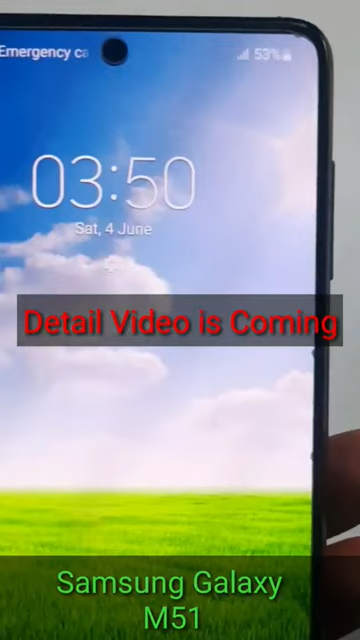 Emergency ca
53%
03:50
Sat, 4 June
Detail Video is Coming
Samsung Galaxy
M51